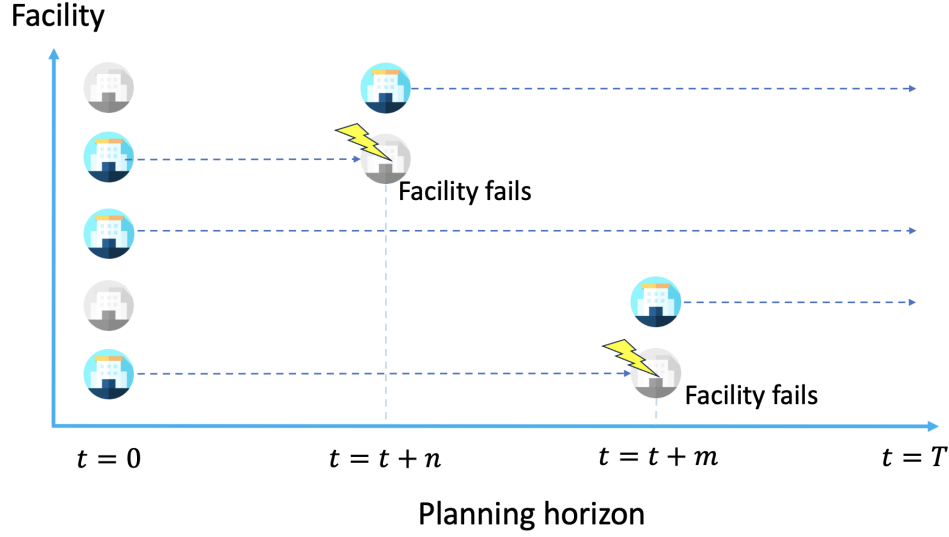 Facility
Facility fails
Facility fails
t = 0
t = t + n
t = t + m
t = T
Planning horizon